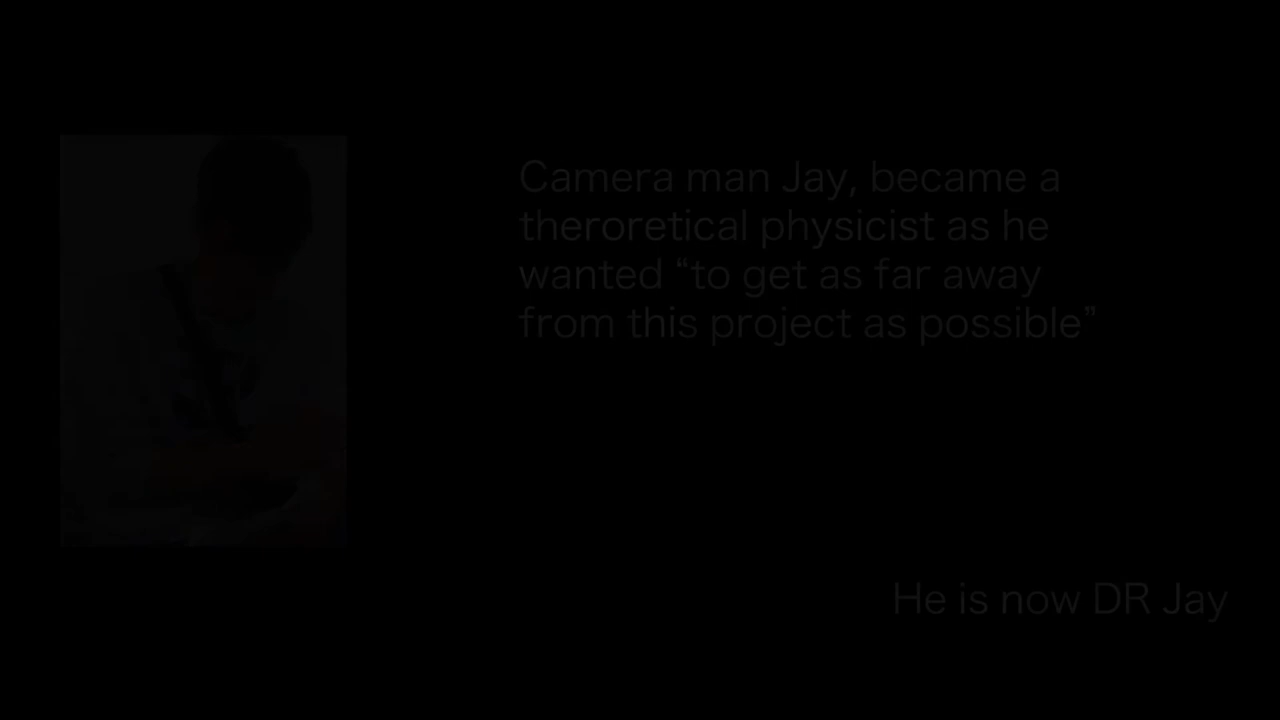 Camera man Jay, became a
theroretical physicist as he
wanted “to get as far away
from this project as possible”
He is now DR Jay